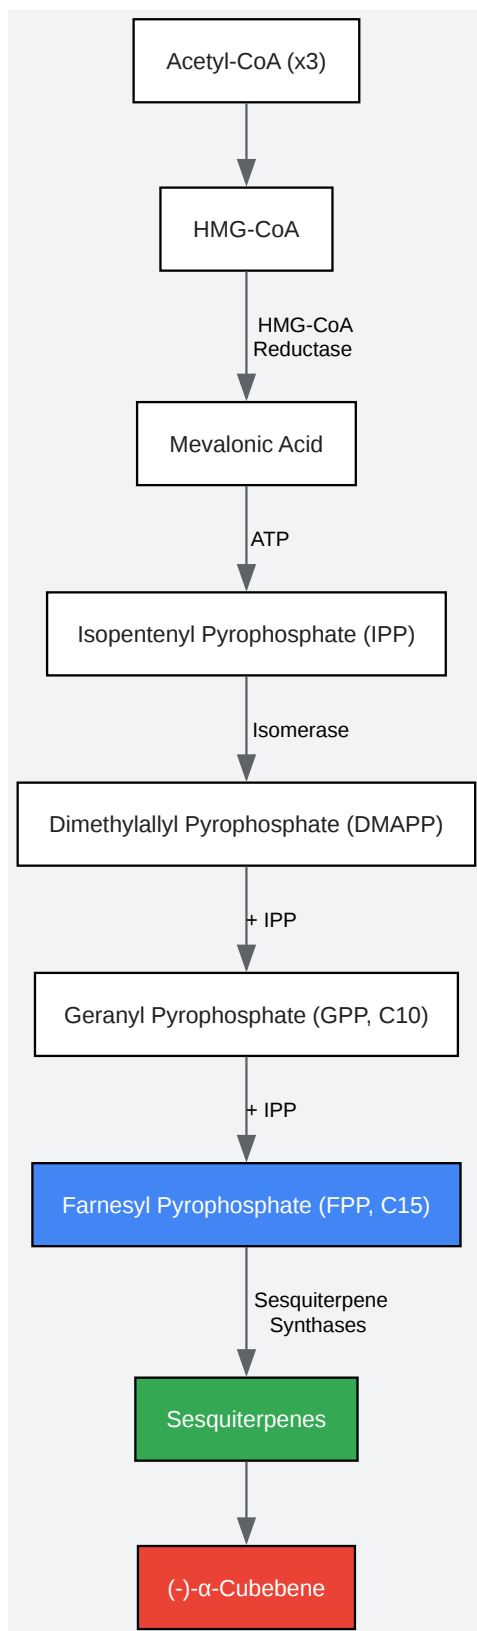 Acetyl-CoA (x3)
HMG-CoA
HMG-CoA
Reductase
Mevalonic Acid
ATP
Isopentenyl Pyrophosphate (IPP)
Isomerase
Dimethylallyl Pyrophosphate (DMAPP)
+ IPP
Geranyl Pyrophosphate (GPP, C10)
+ IPP
Farnesyl Pyrophosphate (FPP, C15)
Sesquiterpene
Synthases
Sesquiterpenes
(-)-α-Cubebene